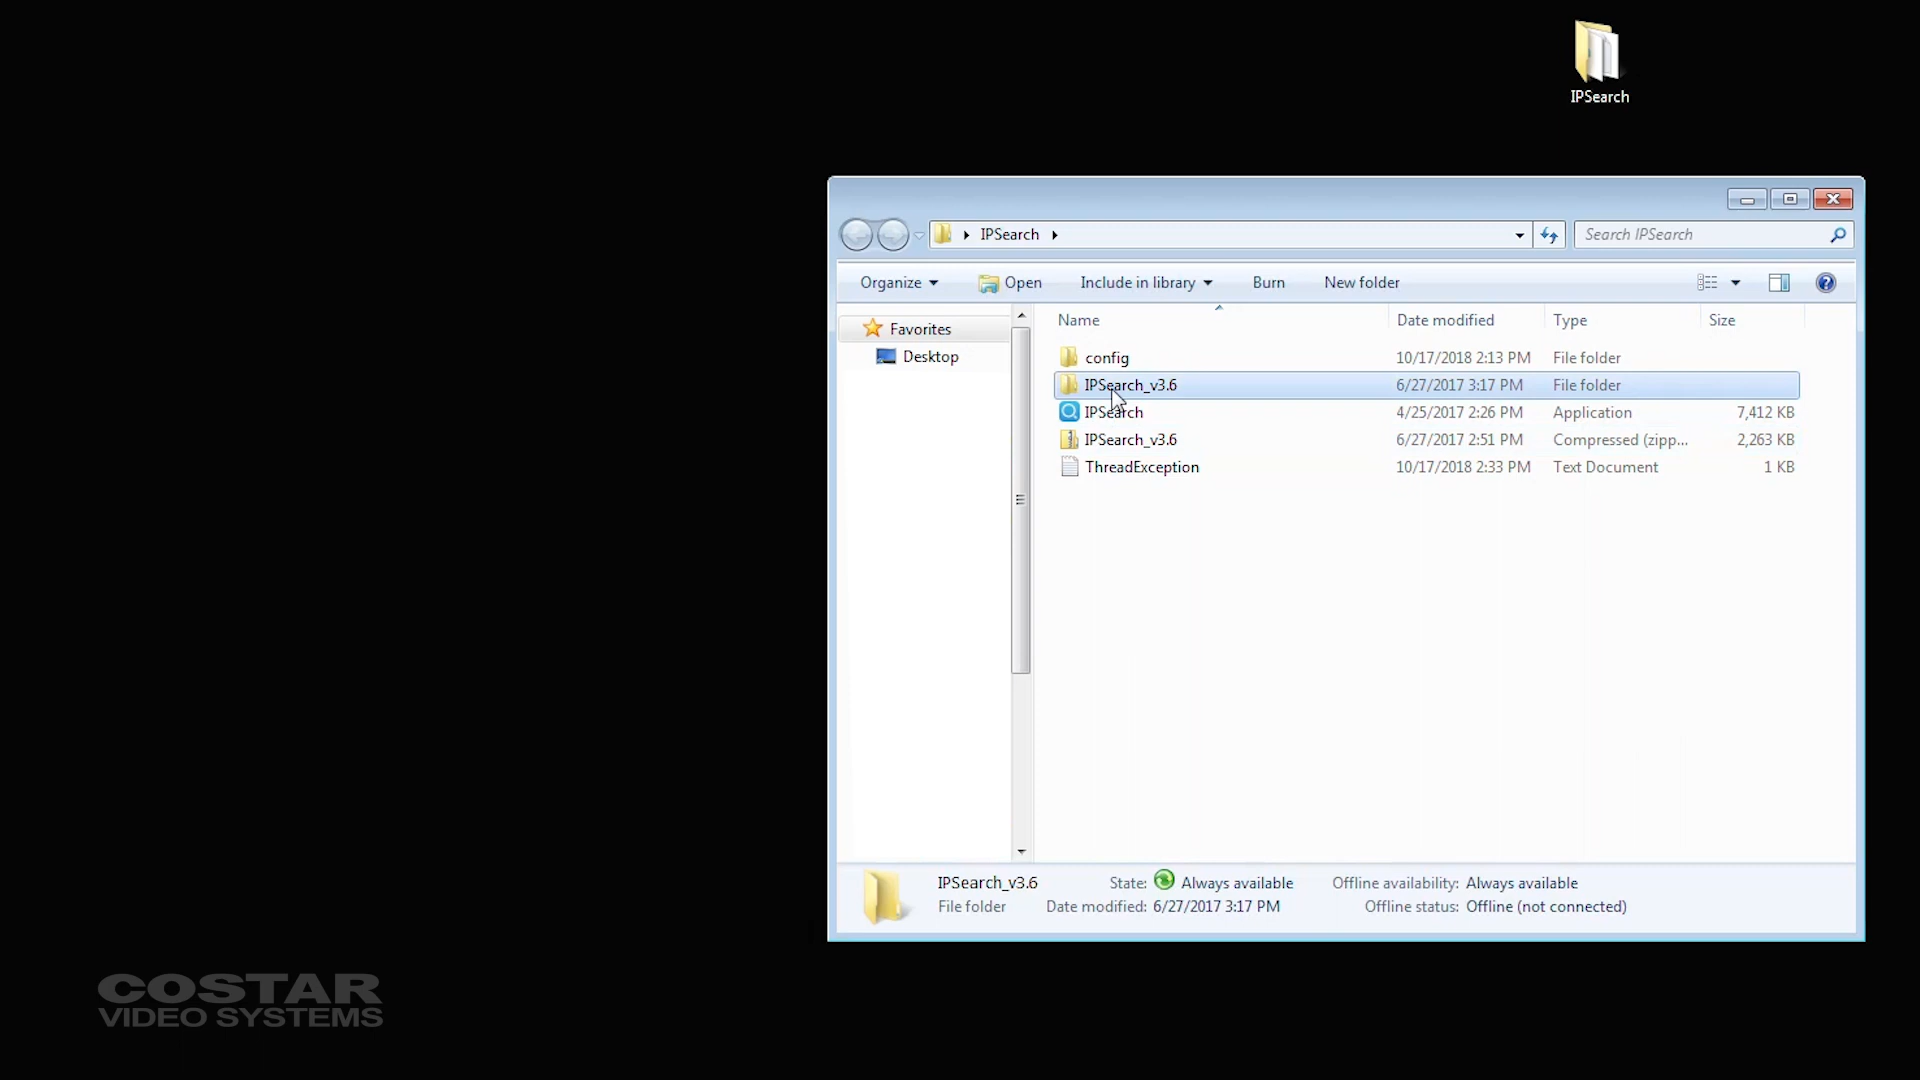 IPSearch
IPSearch
Search IPSearch
Organize Open Include in library Burn New folder
Favorites
Desktop
Name Date modified Type Size
config 10/17/2018 2:13 PM File folder
IPSearch_v3.6 6/27/2017 3:17 PM File folder
IPSearch 4/25/2017 2:26 PM Application 7,412 KB
IPSearch_v3.6 6/27/2017 2:51 PM Compressed (zipp... 2,263 KB
ThreadException 10/17/2018 2:33 PM Text Document 1 KB
IPSearch_v3.6 State: Always available Offline availability: Always available
File folder Date modified: 6/27/2017 3:17 PM Offline status: Offline (not connected)
COSTAR
VIDEO SYSTEMS